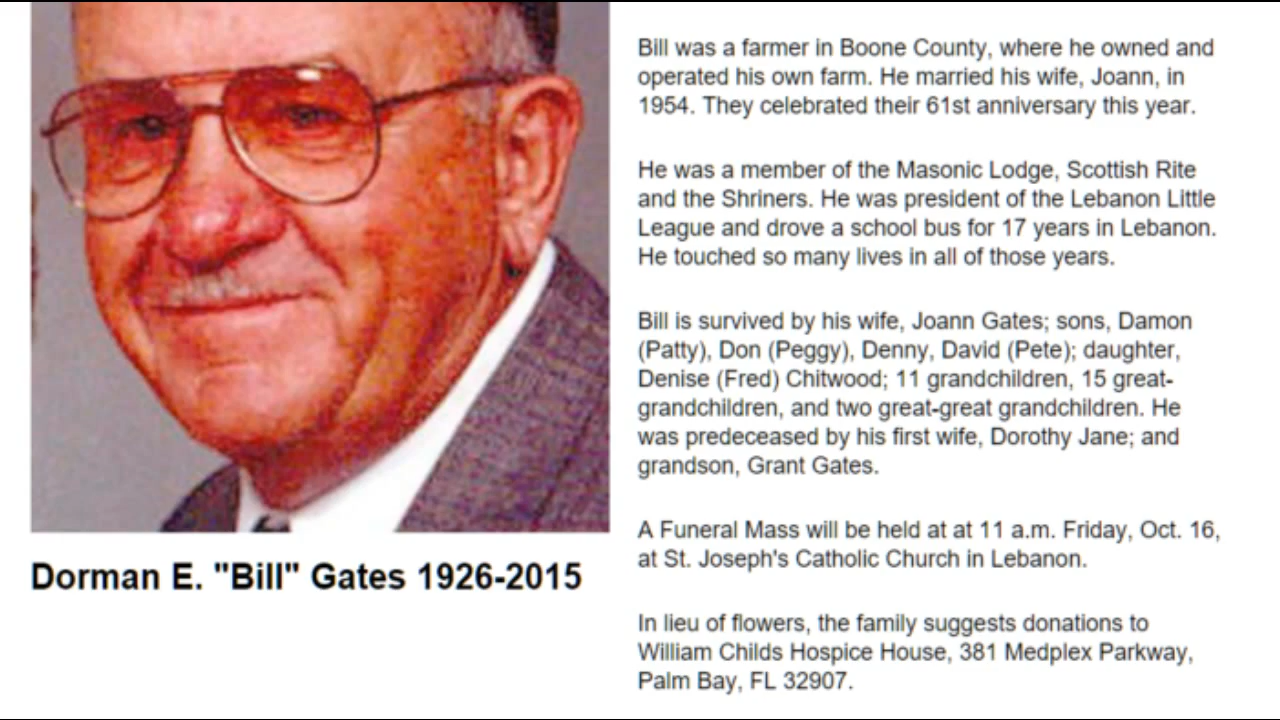 Dorman E. "Bill" Gates 1926-2015
Bill was a farmer in Boone County, where he owned and
operated his own farm. He married his wife, Joann, in
1954. They celebrated their 61st anniversary this year.
He was a member of the Masonic Lodge, Scottish Rite
and the Shriners. He was president of the Lebanon Little
League and drove a school bus for 17 years in Lebanon.
He touched so many lives in all of those years.
Bill is survived by his wife, Joann Gates; sons, Damon
(Patty), Don (Peggy), Denny, David (Pete); daughter,
Denise (Fred) Chitwood; 11 grandchildren, 15 great-
grandchildren, and two great-great grandchildren. He
was predeceased by his first wife, Dorothy Jane; and
grandson, Grant Gates.
A Funeral Mass will be held at at 11 a.m. Friday, Oct. 16,
at St. Joseph's Catholic Church in Lebanon.
In lieu of flowers, the family suggests donations to
William Childs Hospice House, 381 Medplex Parkway,
Palm Bay, FL 32907.